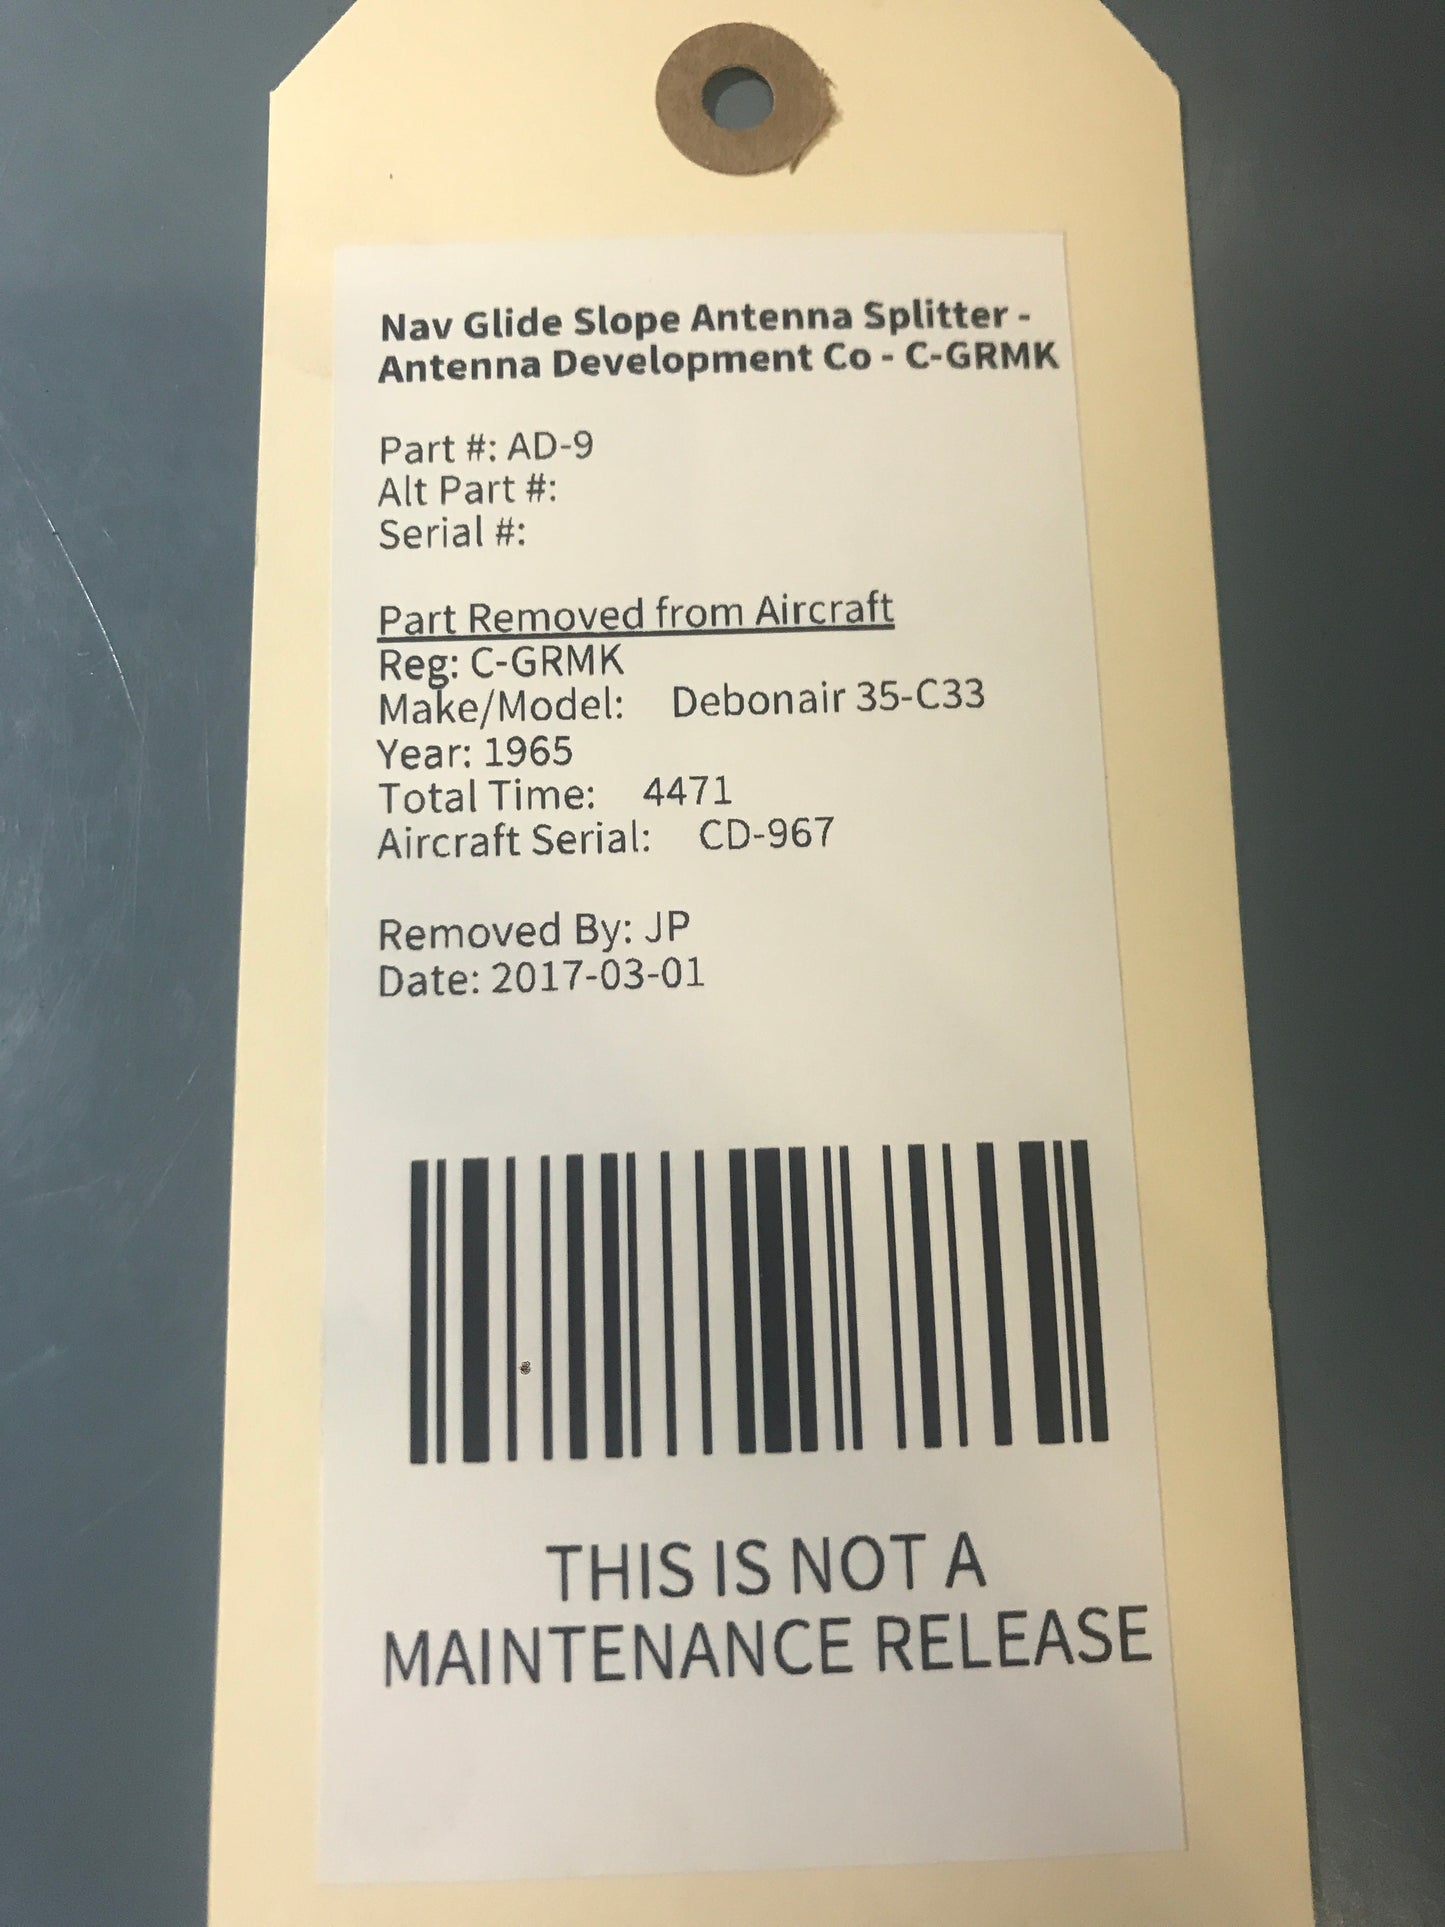 Nav Glide Slope Antenna Splitter -
Antenna Development Co - C-GRMK
Part #: AD-9
Alt Part #:
Serial #:
Part Removed from Aircraft
Reg: C-GRMK
Make/Model: Debonair 35-C33
Year: 1965
Total Time: 4471
Aircraft Serial: CD-967
Removed By: JP
Date: 2017-03-01
THIS IS NOT A
MAINTENANCE RELEASE